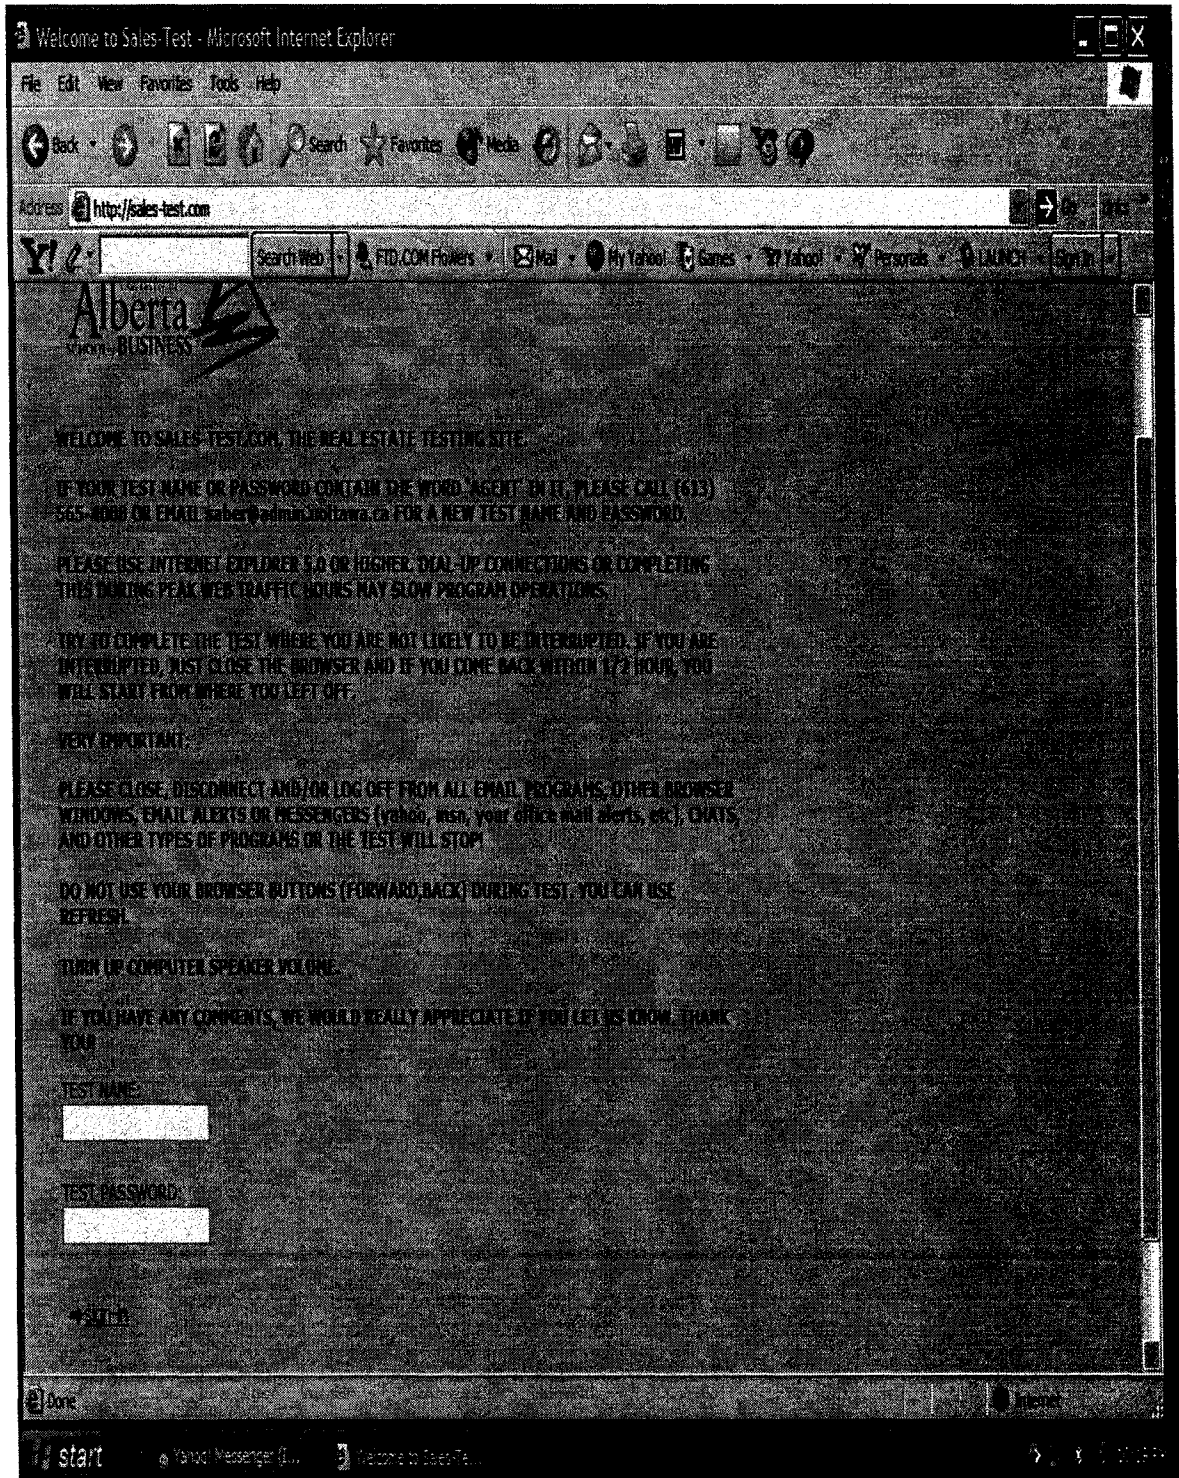 Welcome to Sales-Test - Microsoft Internet Explorer
File Edit View Favorites Tools Help
Back Search Favorites Media
Address http://sales-test.com Go Links
Y! Search Web FTD.COM Flowers Mail My Yahoo! Games Yahoo! Personals LAUNCH Sign In
Alberta
SCHOOL OF BUSINESS
WELCOME TO SALES-TEST.COM, THE REAL ESTATE TESTING SITE
IF YOUR TEST NAME OR PASSWORD CONTAIN THE WORD 'AGENT' IN IT, PLEASE CALL (613)
OR EMAIL FOR A NEW TEST NAME AND PASSWORD.
PLEASE USE INTERNET EXPLORER 5.0 OR HIGHER. DIAL-UP CONNECTIONS OR COMPLETING
THIS DURING PEAK WEB TRAFFIC HOURS MAY SLOW PROGRAM OPERATIONS.
TRY TO COMPLETE THE TEST WHERE YOU ARE NOT LIKELY TO BE INTERRUPTED. IF YOU ARE
INTERRUPTED, JUST CLOSE THE BROWSER AND IF YOU COME BACK WITHIN 1/2 HOUR, YOU
WILL START FROM WHERE YOU LEFT OFF.
VERY IMPORTANT:
PLEASE CLOSE, DISCONNECT AND/OR LOG OFF FROM ALL EMAIL PROGRAMS, OTHER BROWSER
WINDOWS, EMAIL ALERTS OR MESSENGERS (yahoo, msn, your office mail alerts, etc), CHATS,
AND OTHER TYPES OF PROGRAMS OR THE TEST WILL STOP!
DO NOT USE YOUR BROWSER BUTTONS (FORWARD,BACK) DURING TEST. YOU CAN USE
REFRESH.
TURN UP COMPUTER SPEAKER VOLUME.
IF YOU HAVE ANY COMMENTS, WE WOULD REALLY APPRECIATE IF YOU LET US KNOW. THANK
YOU!
TEST NAME:
TEST PASSWORD:
Done Internet
start Yahoo! Messenger (I... Welcome to Sales-Te...